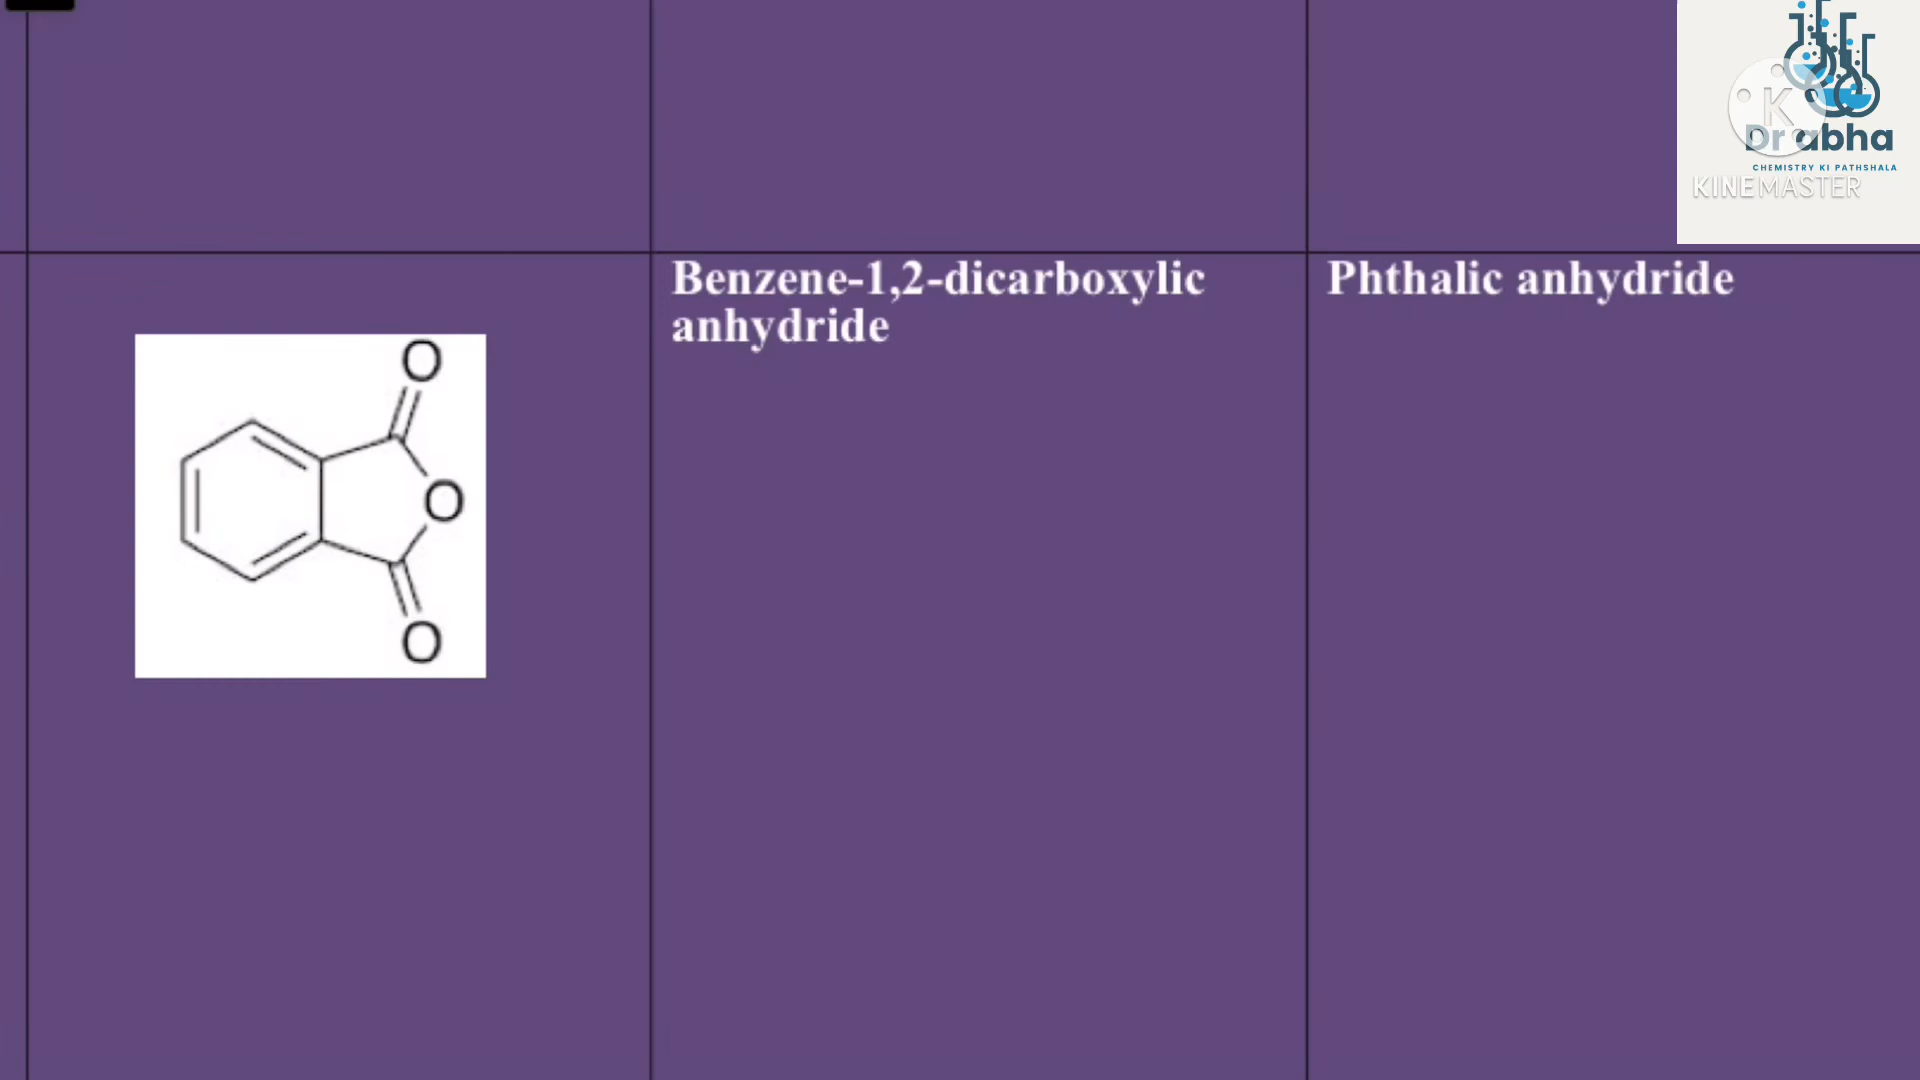 Benzene-1,2-dicarboxylic
anhydride
Phthalic anhydride
O
O
O
K
Dr abha
CHEMISTRY KI PATHSHALA
KINEMASTER